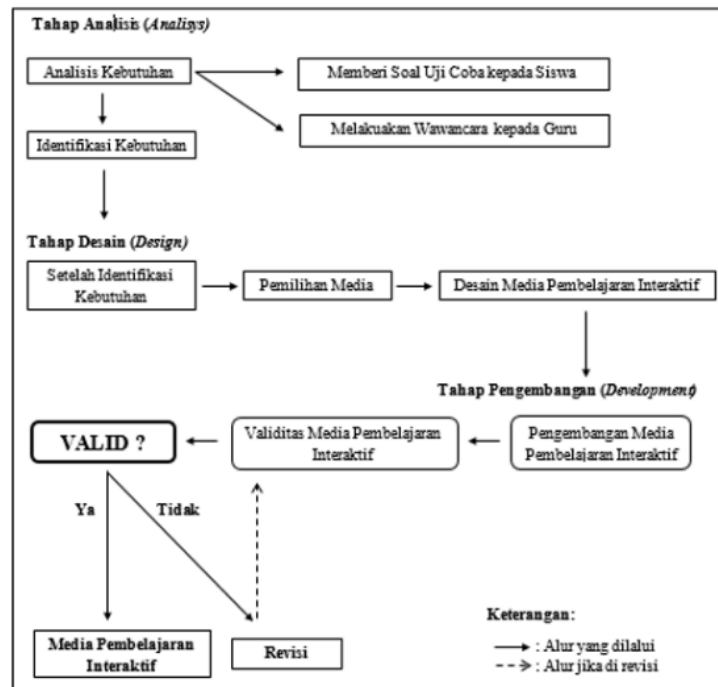 Tahap Analisis (Analisys)
Analisis Kebutuhan
Memberi Soal Uji Coba kepada Siswa
Melakuakan Wawancara kepada Guru
Identifikasi Kebutuhan
Tahap Desain (Design)
Setelah Identifikasi
Kebutuhan
Pemilihan Media
Desain Media Pembelajaran Interaktif
Tahap Pengembangan (Development)
VALID ?
Validitas Media Pembelajaran
Interaktif
Pengembangan Media
Pembelajaran Interaktif
Ya
Tidak
Media Pembelajaran
Interaktif
Revisi
Keterangan:
: Alur yang dilalui
: Alur jika di revisi